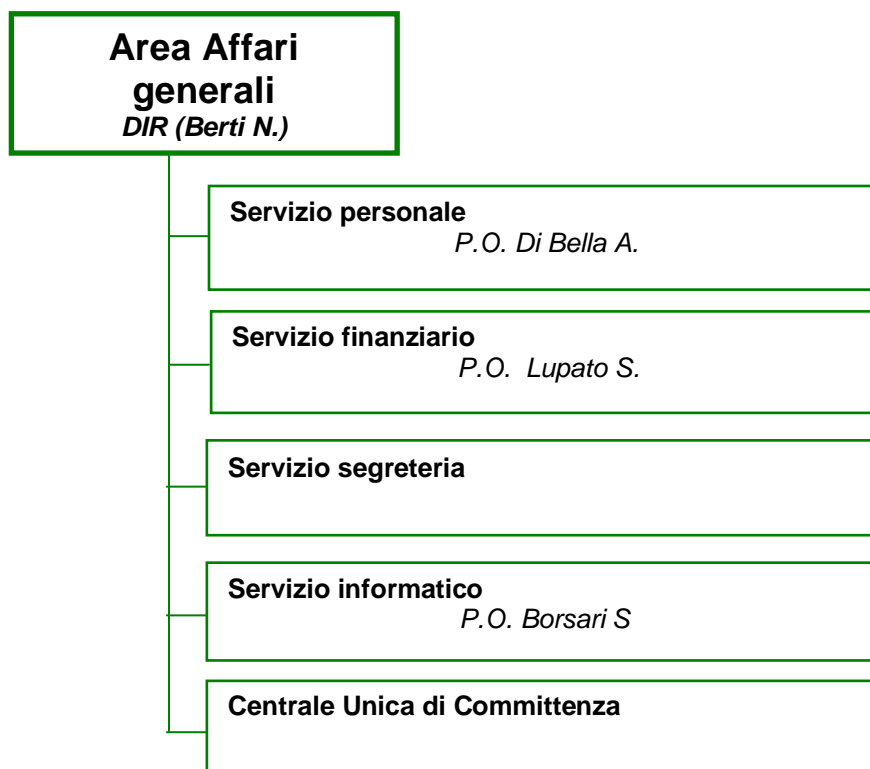 Area Affari
generali
DIR (Berti N.)
Servizio personale
P.O. Di Bella A.
Servizio finanziario
P.O. Lupato S.
Servizio segreteria
Servizio informatico
P.O. Borsari S
Centrale Unica di Committenza